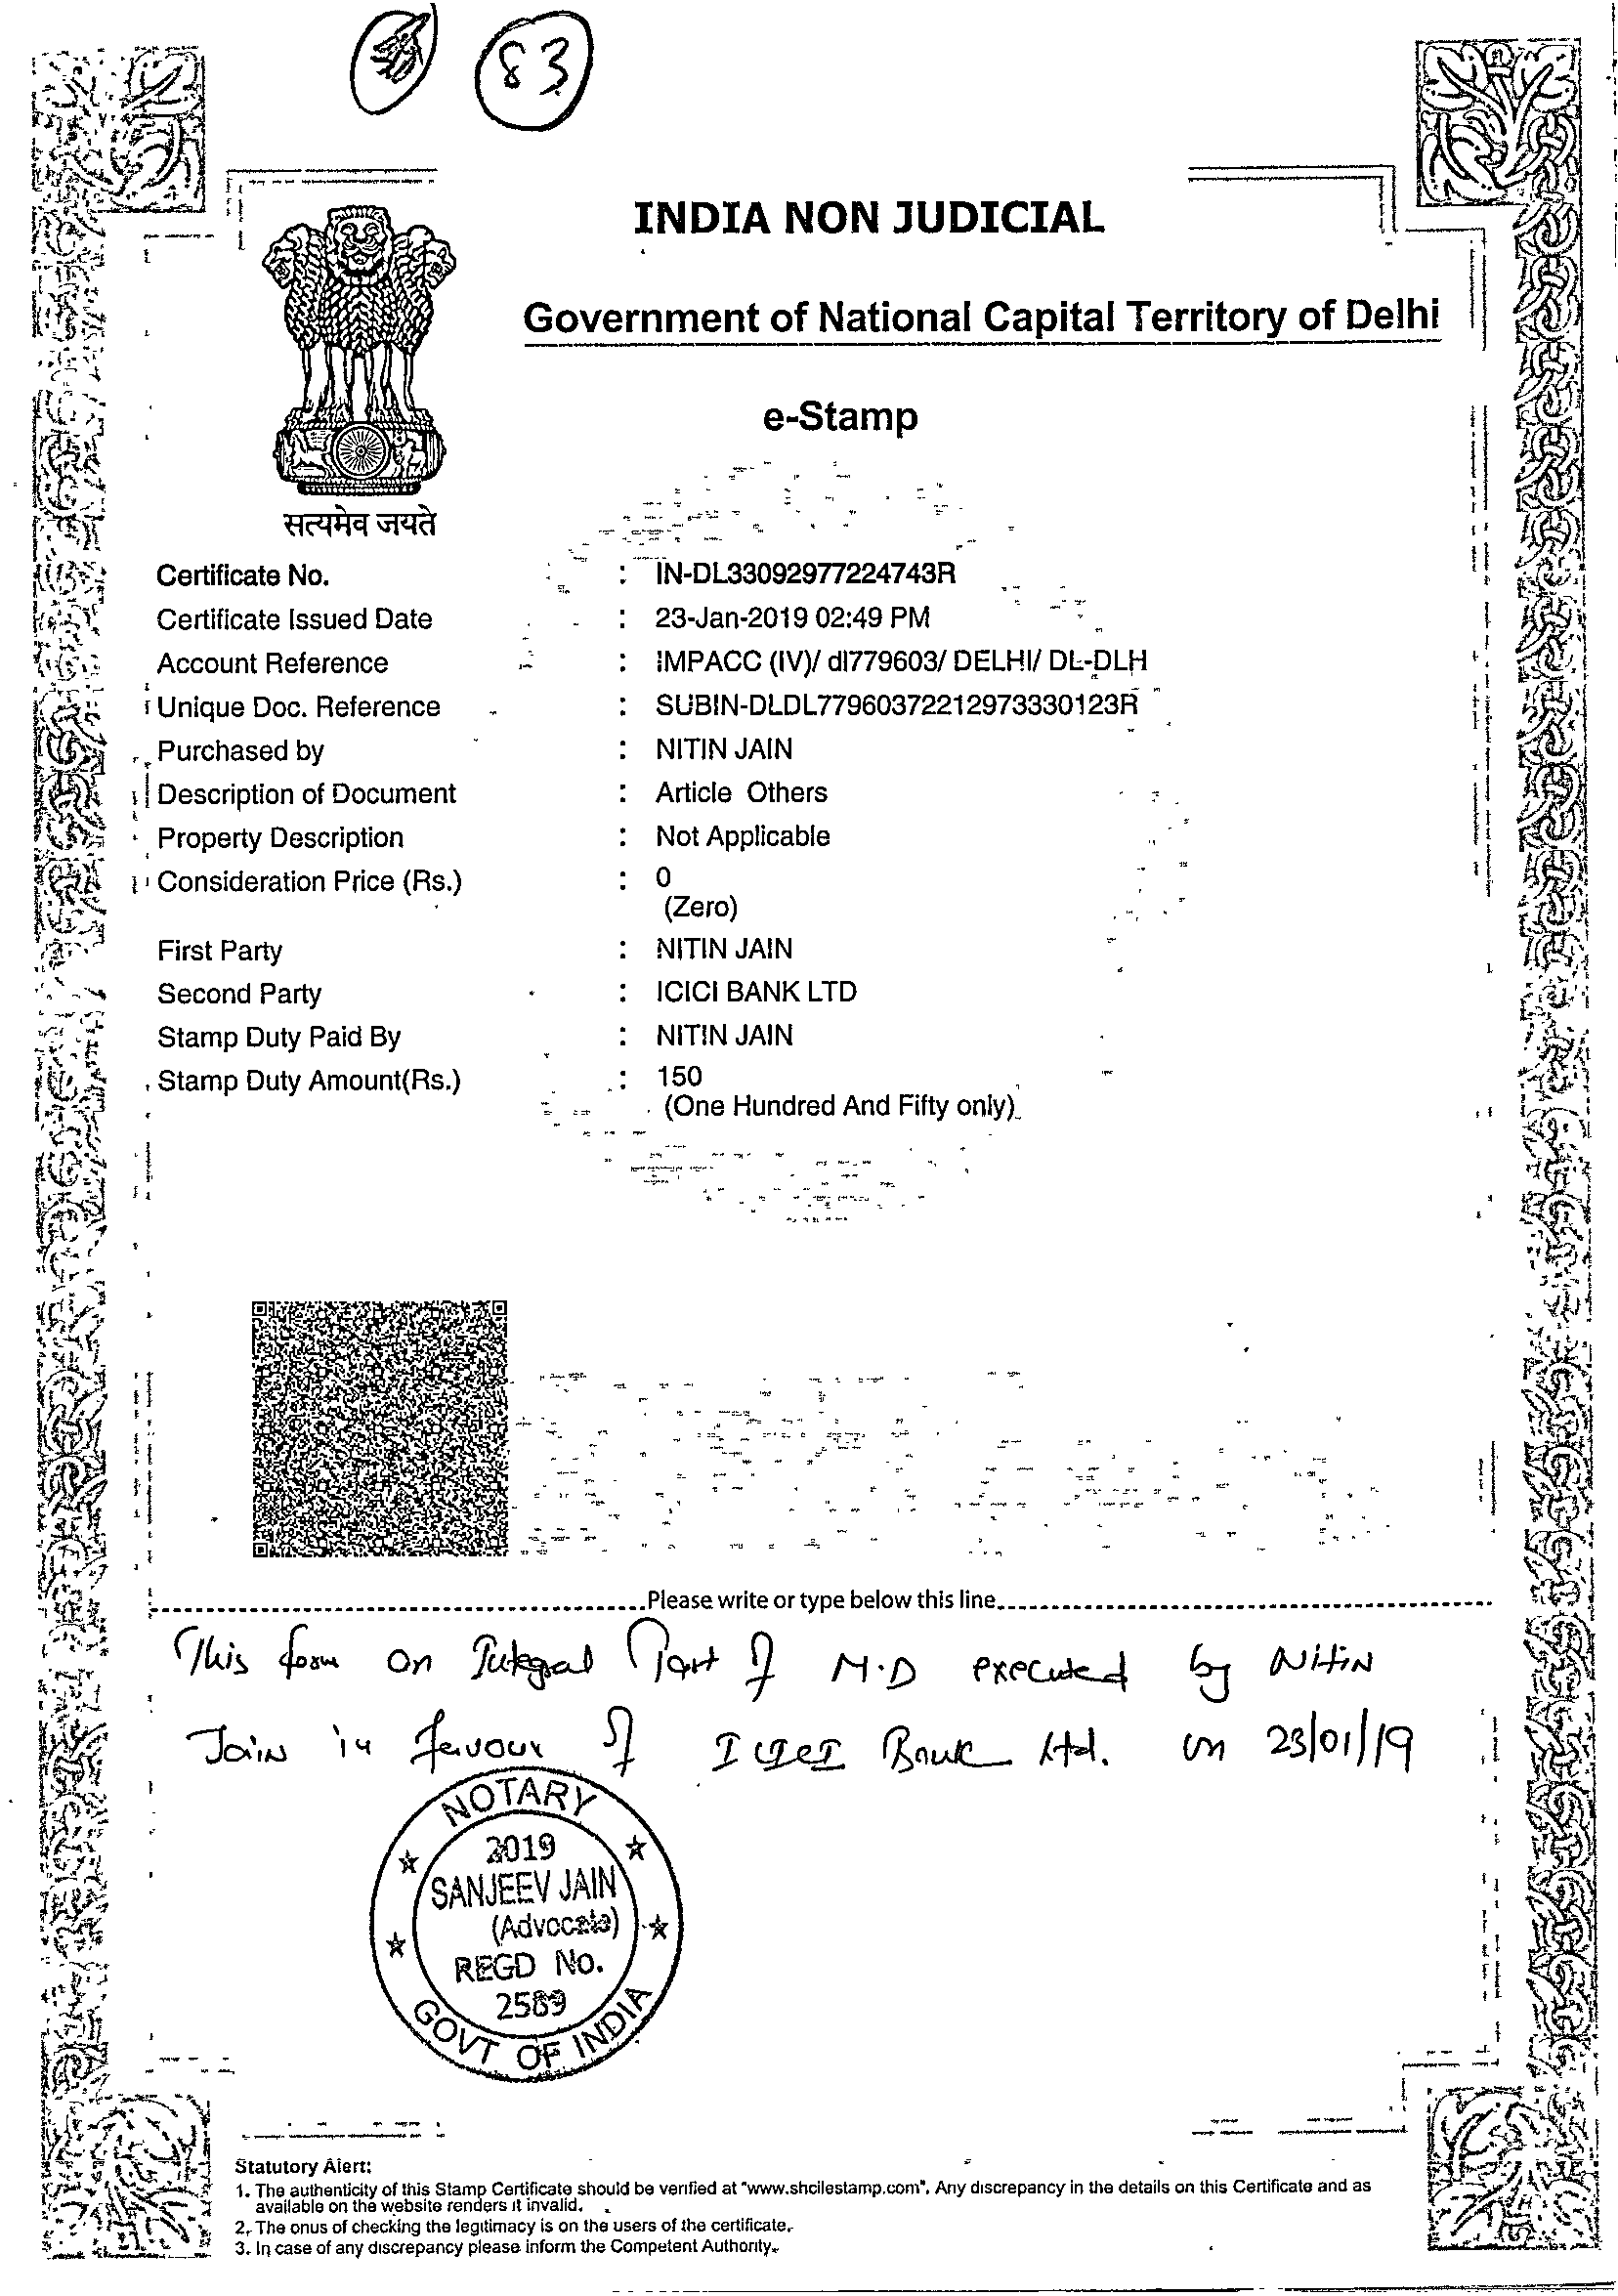 83
INDIA NON JUDICIAL
Government of National Capital Territory of Delhi
e-Stamp
सत्यमेव जयते
Certificate No. : IN-DL33092977224743R
Certificate Issued Date : 23-Jan-2019 02:49 PM
Account Reference : IMPACC (IV)/ dl779603/ DELHI/ DL-DLH
Unique Doc. Reference : SUBIN-DLDL77960372212973330123R
Purchased by : NITIN JAIN
Description of Document : Article Others
Property Description : Not Applicable
Consideration Price (Rs.) : 0
(Zero)
First Party : NITIN JAIN
Second Party : ICICI BANK LTD
Stamp Duty Paid By : NITIN JAIN
Stamp Duty Amount(Rs.) : 150
(One Hundred And Fifty only)
Please write or type below this line
This form on Integral Part of M.D executed by Nitin
Jain in favour of ICICI Bank Ltd. on 23/01/19
NOTARY
2019
SANJEEV JAIN
(Advocate)
REGD No.
2589
GOVT OF INDIA
Statutory Alert:
1. The authenticity of this Stamp Certificate should be verified at "www.shcilestamp.com". Any discrepancy in the details on this Certificate and as
available on the website renders it invalid.
2. The onus of checking the legitimacy is on the users of the certificate.
3. In case of any discrepancy please inform the Competent Authority.